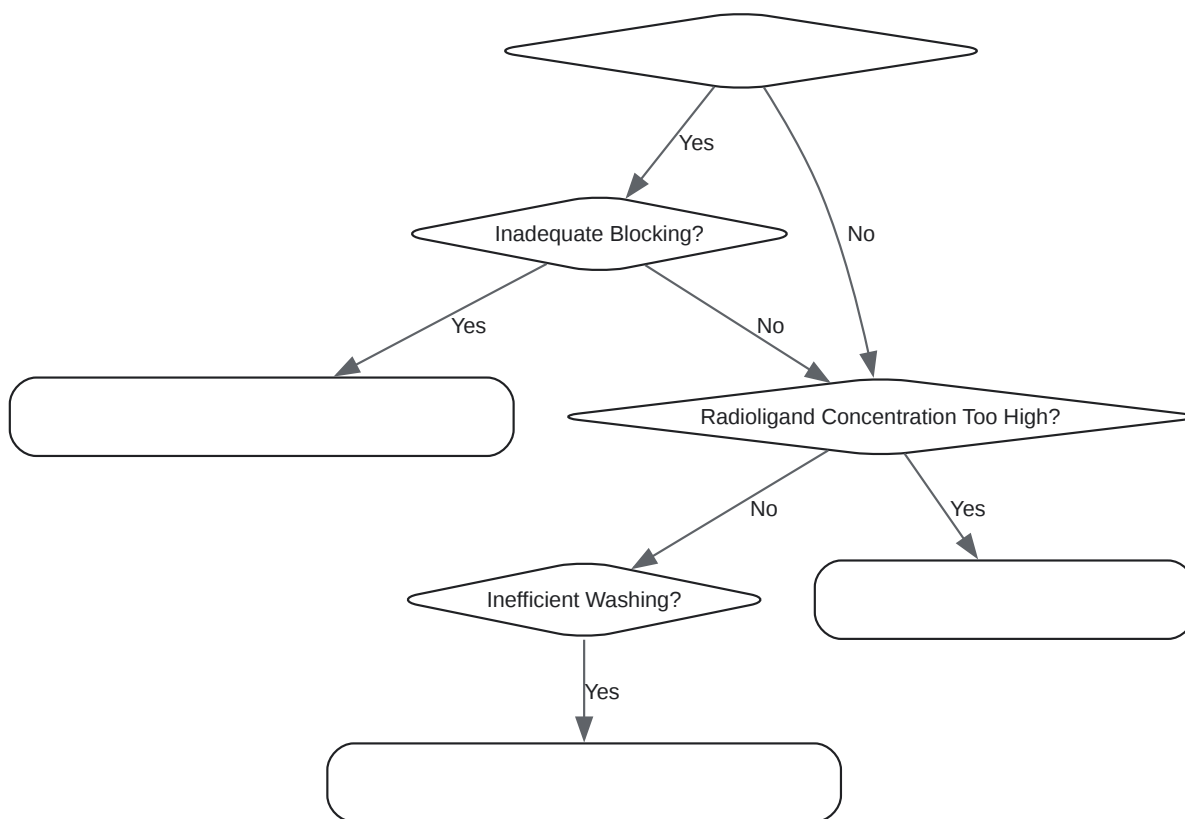 Yes
Inadequate Blocking?
No
Yes
No
Radioligand Concentration Too High?
No
Yes
Inefficient Washing?
Yes